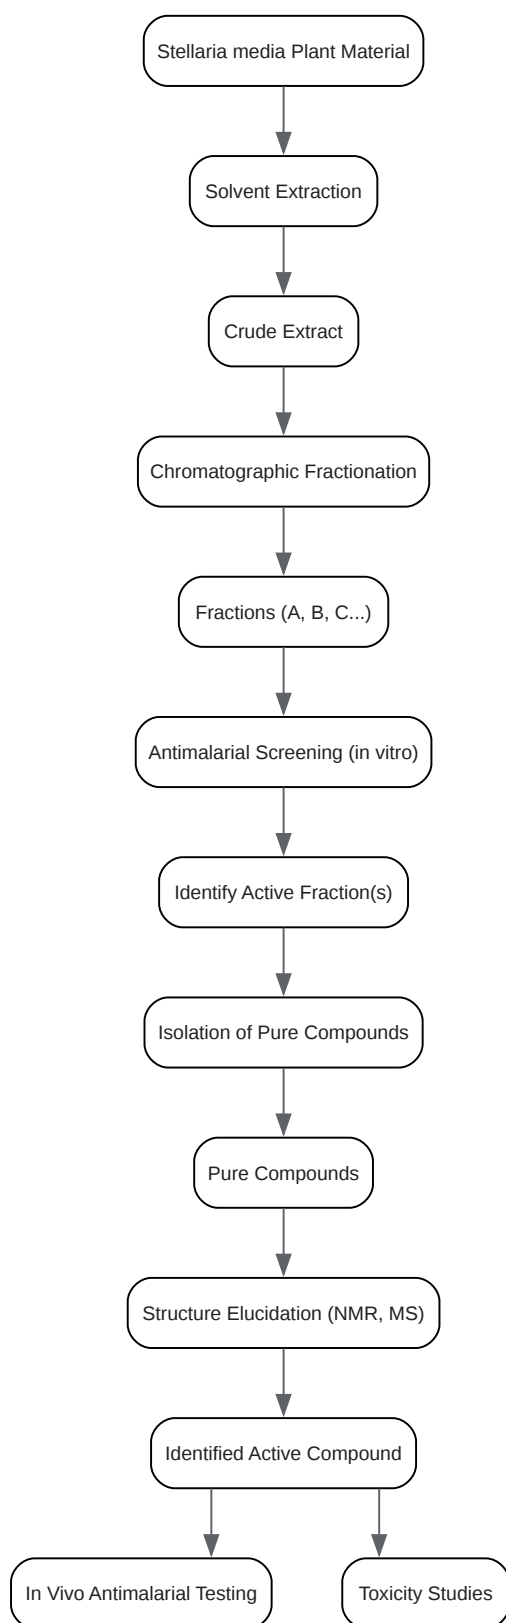 Stellaria media Plant Material
Solvent Extraction
Crude Extract
Chromatographic Fractionation
Fractions (A, B, C...)
Antimalarial Screening (in vitro)
Identify Active Fraction(s)
Isolation of Pure Compounds
Pure Compounds
Structure Elucidation (NMR, MS)
Identified Active Compound
In Vivo Antimalarial Testing
Toxicity Studies